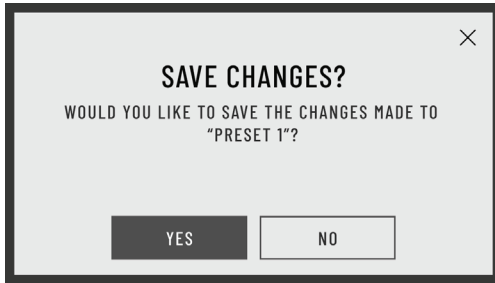 SAVE CHANGES?
WOULD YOU LIKE TO SAVE THE CHANGES MADE TO
“PRESET 1”?
YES
NO